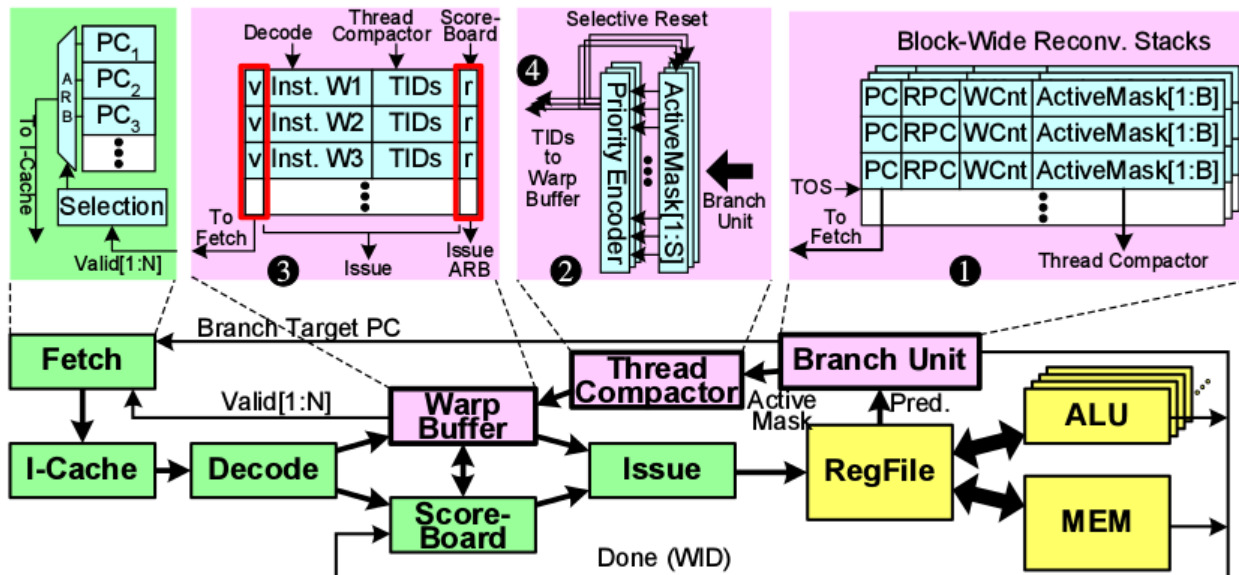 PC1
PC2
PC3
A
R
B
To I-Cache
Selection
Valid[1:N]
Decode
Thread
Compactor
Score-
Board
v Inst. W1 TIDs r
v Inst. W2 TIDs r
v Inst. W3 TIDs r
To
Fetch
Issue
Issue
ARB
3
Selective Reset
4
TIDs
to
Warp
Buffer
Priority Encoder
ActiveMask[1:S]
Branch
Unit
2
Block-Wide Reconv. Stacks
PC RPC WCnt ActiveMask[1:B]
PC RPC WCnt ActiveMask[1:B]
PC RPC WCnt ActiveMask[1:B]
TOS
To
Fetch
1
Thread Compactor
Branch Target PC
Fetch
Valid[1:N]
Warp
Buffer
Thread
Compactor
Active
Mask
Branch Unit
Pred.
I-Cache
Decode
Score-
Board
Issue
RegFile
ALU
MEM
Done (WID)